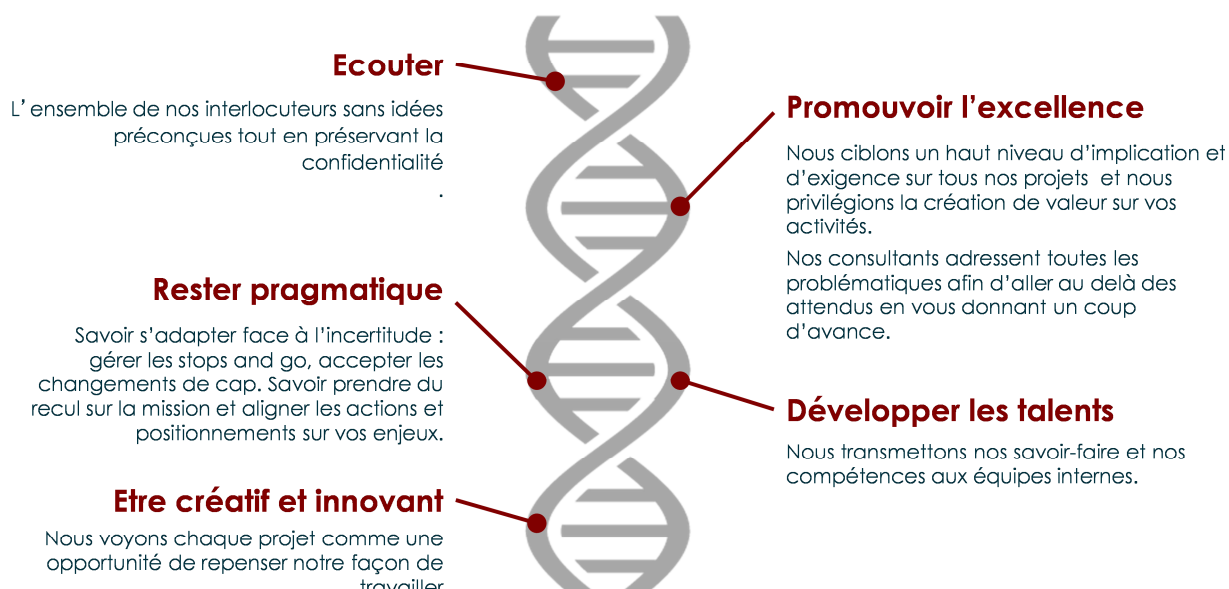 Ecouter
L’ ensemble de nos interlocuteurs sans idées
préconçues tout en préservant la
confidentialité
.
Promouvoir l’excellence
Nous ciblons un haut niveau d’implication et
d’exigence sur tous nos projets et nous
privilégions la création de valeur sur vos
activités.
Nos consultants adressent toutes les
problématiques afin d’aller au delà des
attendus en vous donnant un coup
d’avance.
Rester pragmatique
Savoir s’adapter face à l’incertitude :
gérer les stops and go, accepter les
changements de cap. Savoir prendre du
recul sur la mission et aligner les actions et
positionnements sur vos enjeux.
Développer les talents
Nous transmettons nos savoir-faire et nos
compétences aux équipes internes.
Etre créatif et innovant
Nous voyons chaque projet comme une
opportunité de repenser notre façon de
travailler